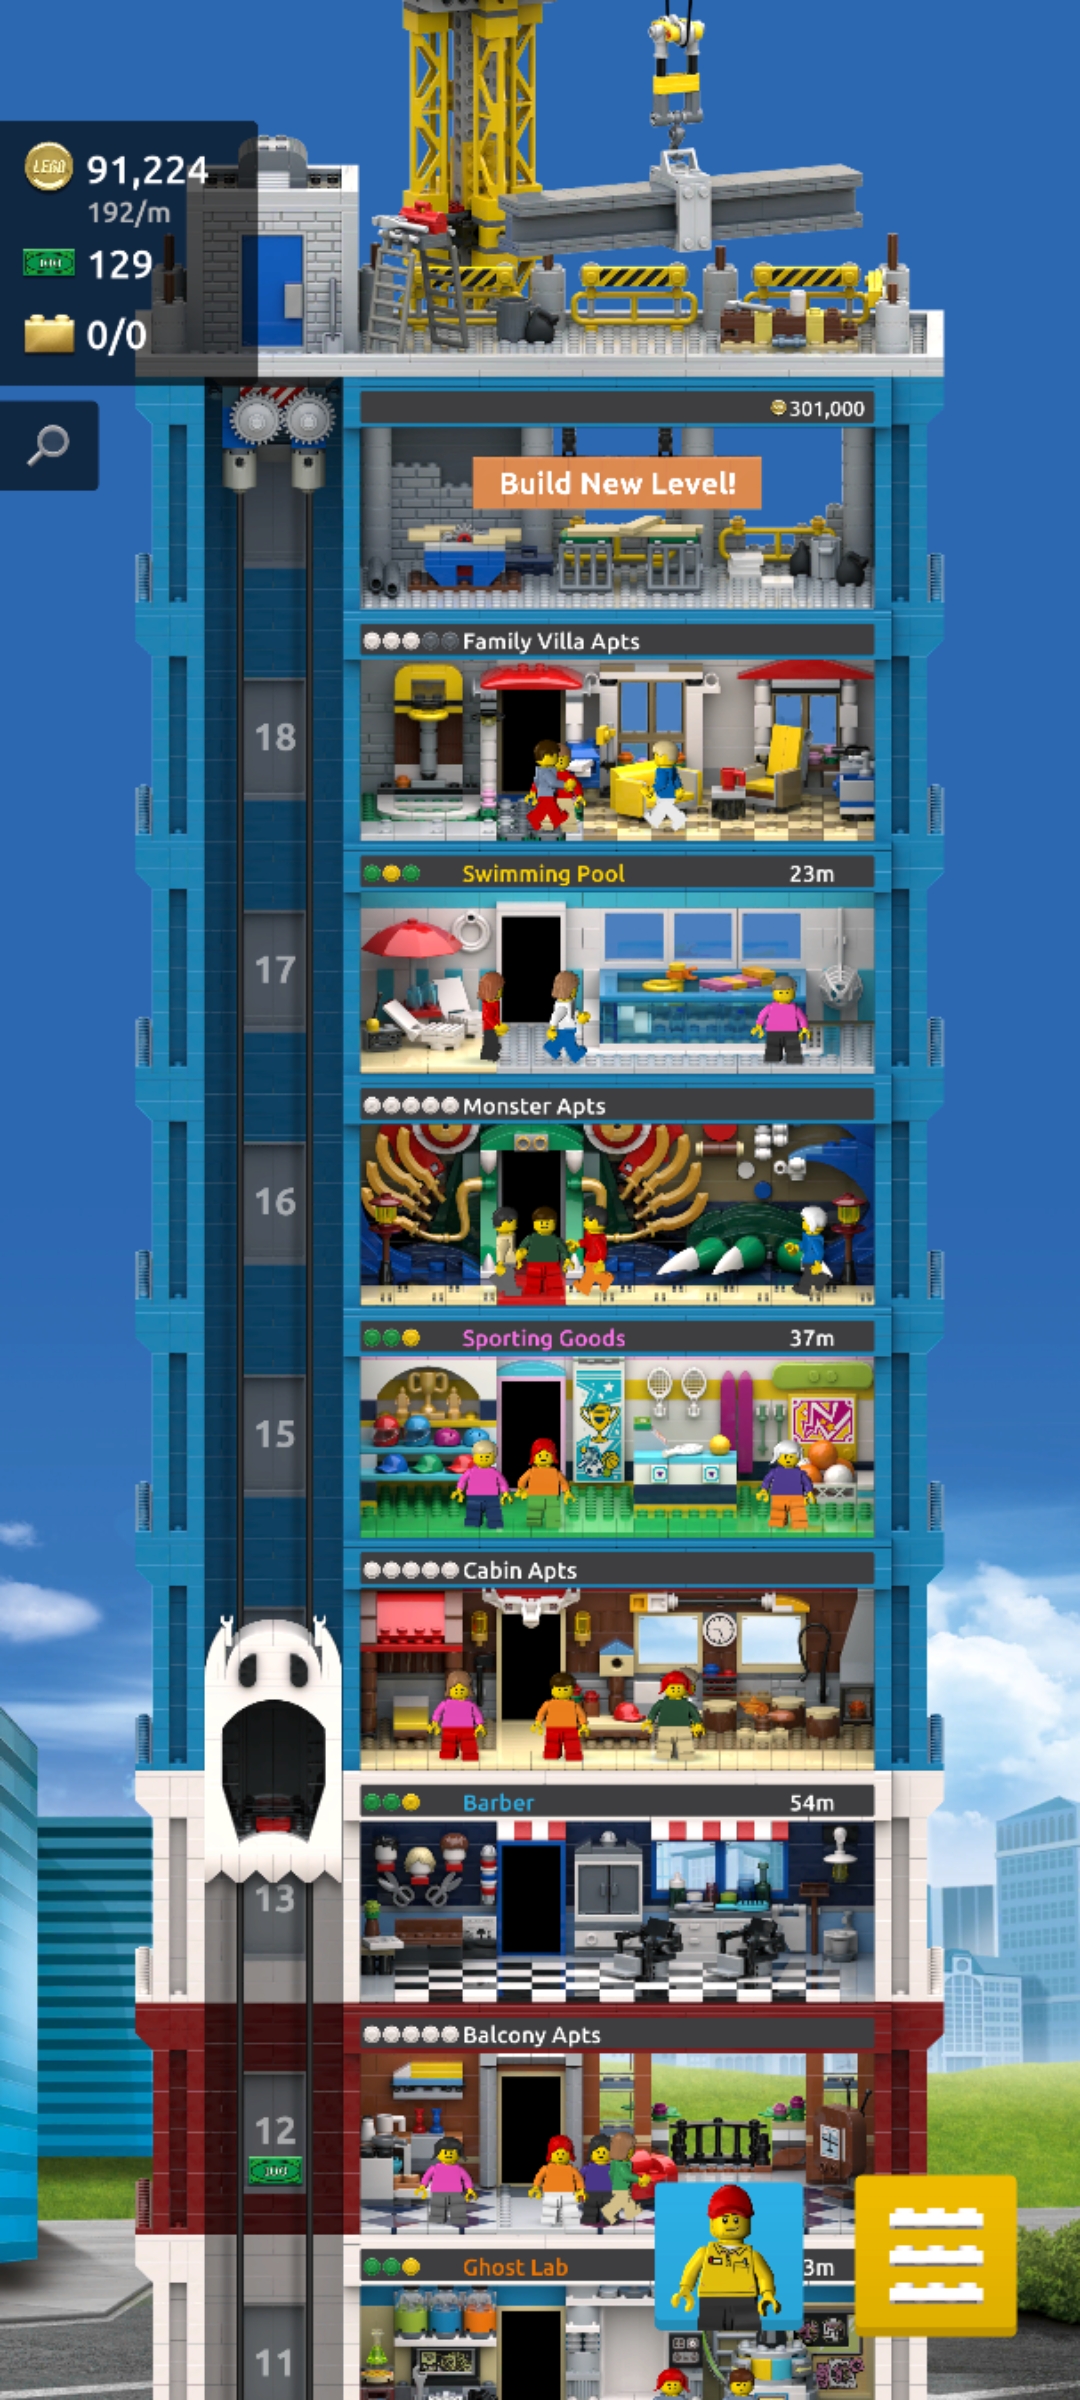 LEGO
91,224
192/m
129
0/0
301,000
Build New Level!
Family Villa Apts
18
Swimming Pool 23m
17
Monster Apts
16
Sporting Goods 37m
15
Cabin Apts
Barber 54m
13
Balcony Apts
12
Ghost Lab 3m
11